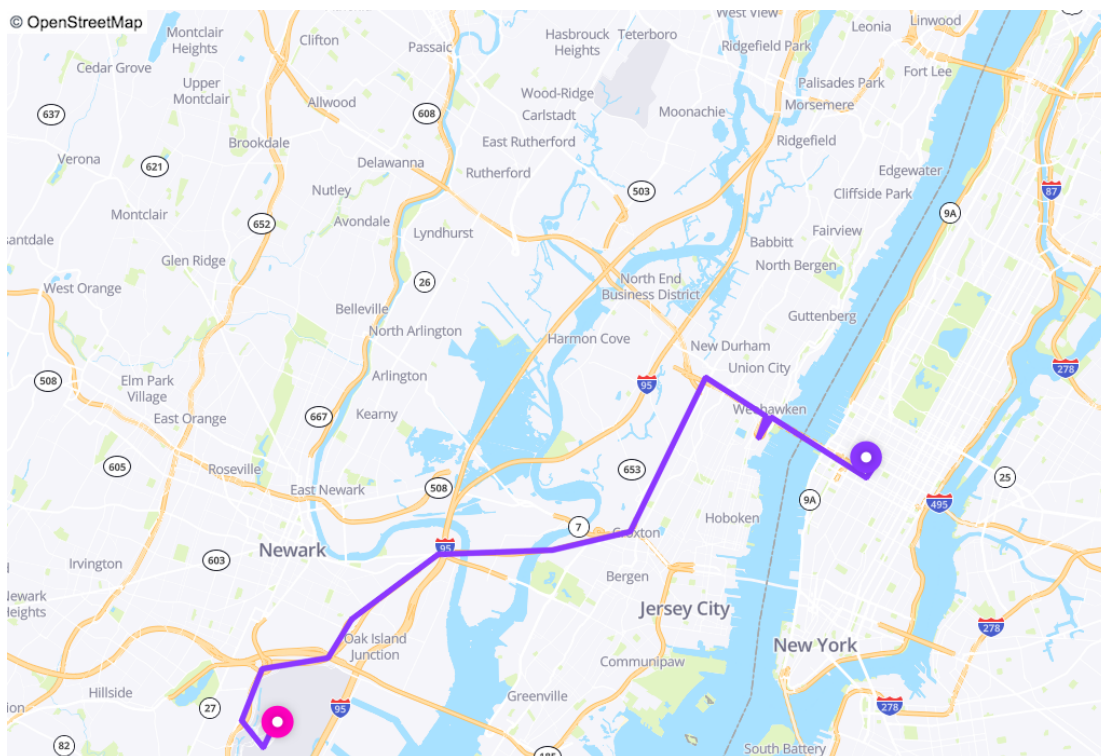 © OpenStreetMap
Montclair
Heights
Clifton
Passaic
Hasbrouck
Heights
Teterboro
West View
Ridgefield Park
Leonia
Linwood
Cedar Grove
Upper
Montclair
Allwood
Wood-Ridge
Carlstadt
Moonachie
Palisades Park
Morsemere
Fort Lee
637
608
Brookdale
East Rutherford
Ridgefield
Verona
621
Delawanna
Rutherford
Edgewater
Cliffside Park
503
87
Nutley
Montclair
Avondale
9A
652
Lyndhurst
Fairview
Babbitt
North Bergen
Glen Ridge
26
North End
Business District
West Orange
Belleville
Guttenberg
North Arlington
Harmon Cove
New Durham
Union City
278
508
Elm Park
Village
Arlington
95
East Orange
667
Kearny
Weehawken
605
Roseville
653
25
508
East Newark
9A
495
Hoboken
7
Croxton
Newark
95
603
Irvington
Bergen
Newark
Heights
Jersey City
278
New York
Oak Island
Junction
Communipaw
Hillside
Greenville
27
95
278
82
South Battery